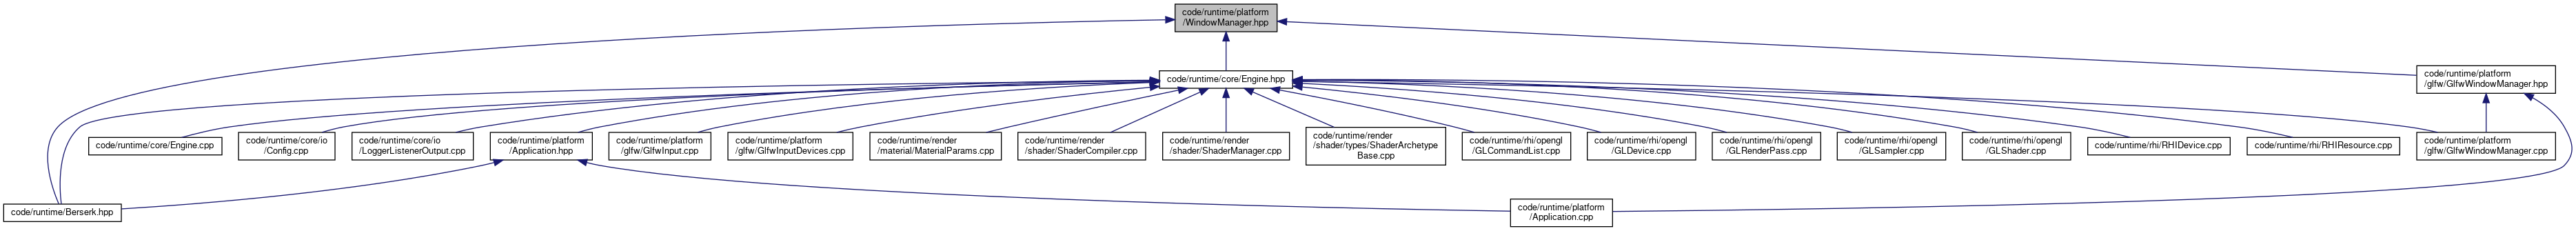 code/runtime/platform
/WindowManager.hpp
code/runtime/core/Engine.hpp
code/runtime/platform
/glfw/GlfwWindowManager.hpp
code/runtime/core/Engine.cpp
code/runtime/core/io
/Config.cpp
code/runtime/core/io
/LoggerListenerOutput.cpp
code/runtime/platform
/Application.hpp
code/runtime/platform
/glfw/GlfwInput.cpp
code/runtime/platform
/glfw/GlfwInputDevices.cpp
code/runtime/render
/material/MaterialParams.cpp
code/runtime/render
/shader/ShaderCompiler.cpp
code/runtime/render
/shader/ShaderManager.cpp
code/runtime/render
/shader/types/ShaderArchetype
Base.cpp
code/runtime/rhi/opengl
/GLCommandList.cpp
code/runtime/rhi/opengl
/GLDevice.cpp
code/runtime/rhi/opengl
/GLRenderPass.cpp
code/runtime/rhi/opengl
/GLSampler.cpp
code/runtime/rhi/opengl
/GLShader.cpp
code/runtime/rhi/RHIDevice.cpp
code/runtime/rhi/RHIResource.cpp
code/runtime/platform
/glfw/GlfwWindowManager.cpp
code/runtime/Berserk.hpp
code/runtime/platform
/Application.cpp